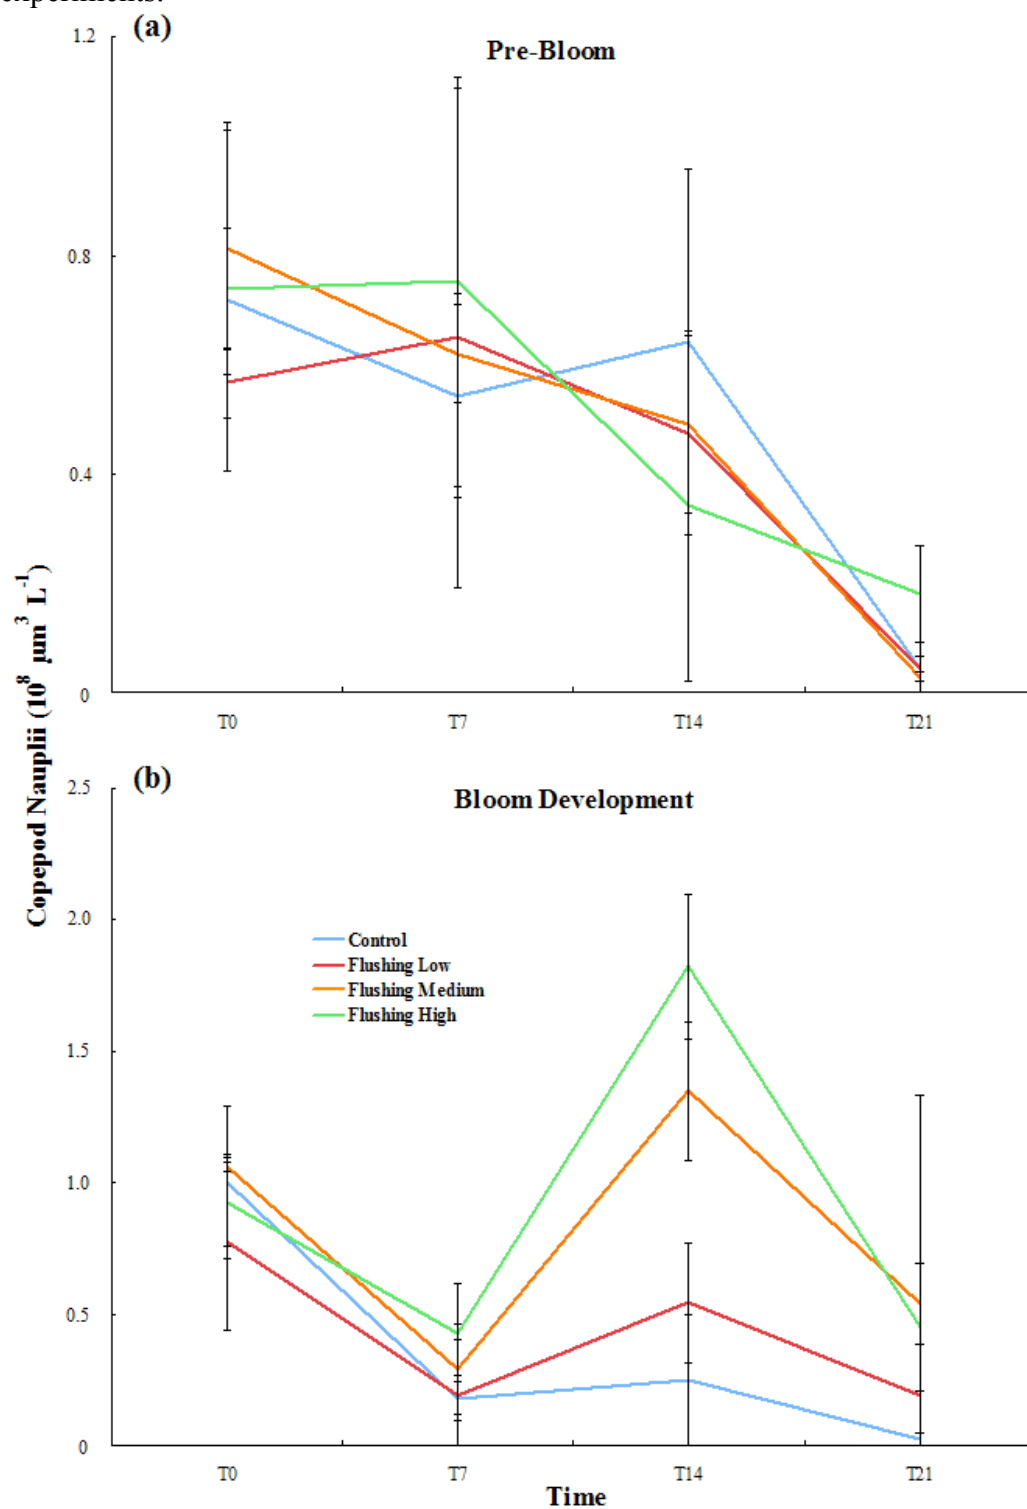 experiments.
(a)
Pre-Bloom
1.2
0.8
0.4
0
T0 T7 T14 T21
Copepod Nauplii (10⁸ µm³ L⁻¹)
(b)
Bloom Development
2.5
2.0
1.5
1.0
0.5
0
Control
Flushing Low
Flushing Medium
Flushing High
T0 T7 T14 T21
Time